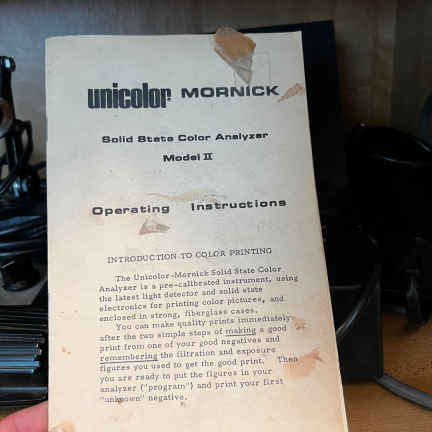 unicolor® MORNICK
Solid State Color Analyzer
Model II
Operating Instructions
INTRODUCTION TO COLOR PRINTING
The Unicolor-Mornick Solid State Color
Analyzer is a pre-calibrated instrument, using
the latest light detector and solid state
electronics for printing color pictures, and
enclosed in strong, fiberglass cases.
You can make quality prints immediately
after the two simple steps of making a good
print from one of your good negatives and
remembering the filtration and exposure
figures you used to get the good print. Then
you are ready to put the figures in your
analyzer ("program") and print your first
"unknown" negative.